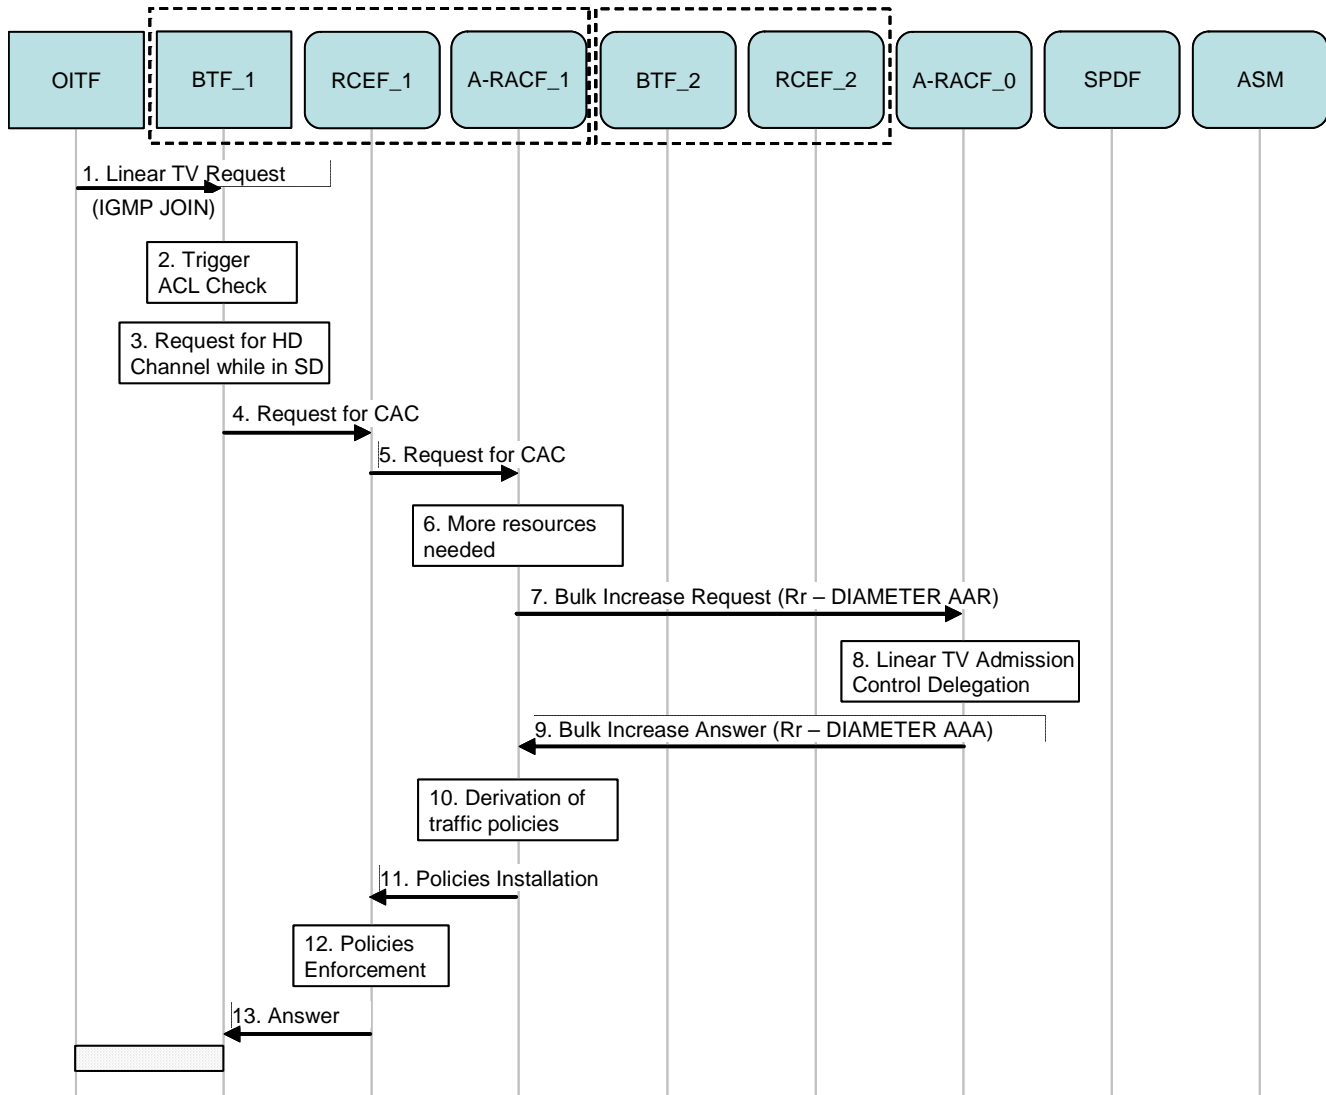 OITF
BTF_1
RCEF_1
A-RACF_1
BTF_2
RCEF_2
A-RACF_0
SPDF
ASM
1. Linear TV Request
(IGMP JOIN)
2. Trigger
ACL Check
3. Request for HD
Channel while in SD
4. Request for CAC
5. Request for CAC
6. More resources
needed
7. Bulk Increase Request (Rr – DIAMETER AAR)
8. Linear TV Admission
Control Delegation
9. Bulk Increase Answer (Rr – DIAMETER AAA)
10. Derivation of
traffic policies
11. Policies Installation
12. Policies
Enforcement
13. Answer